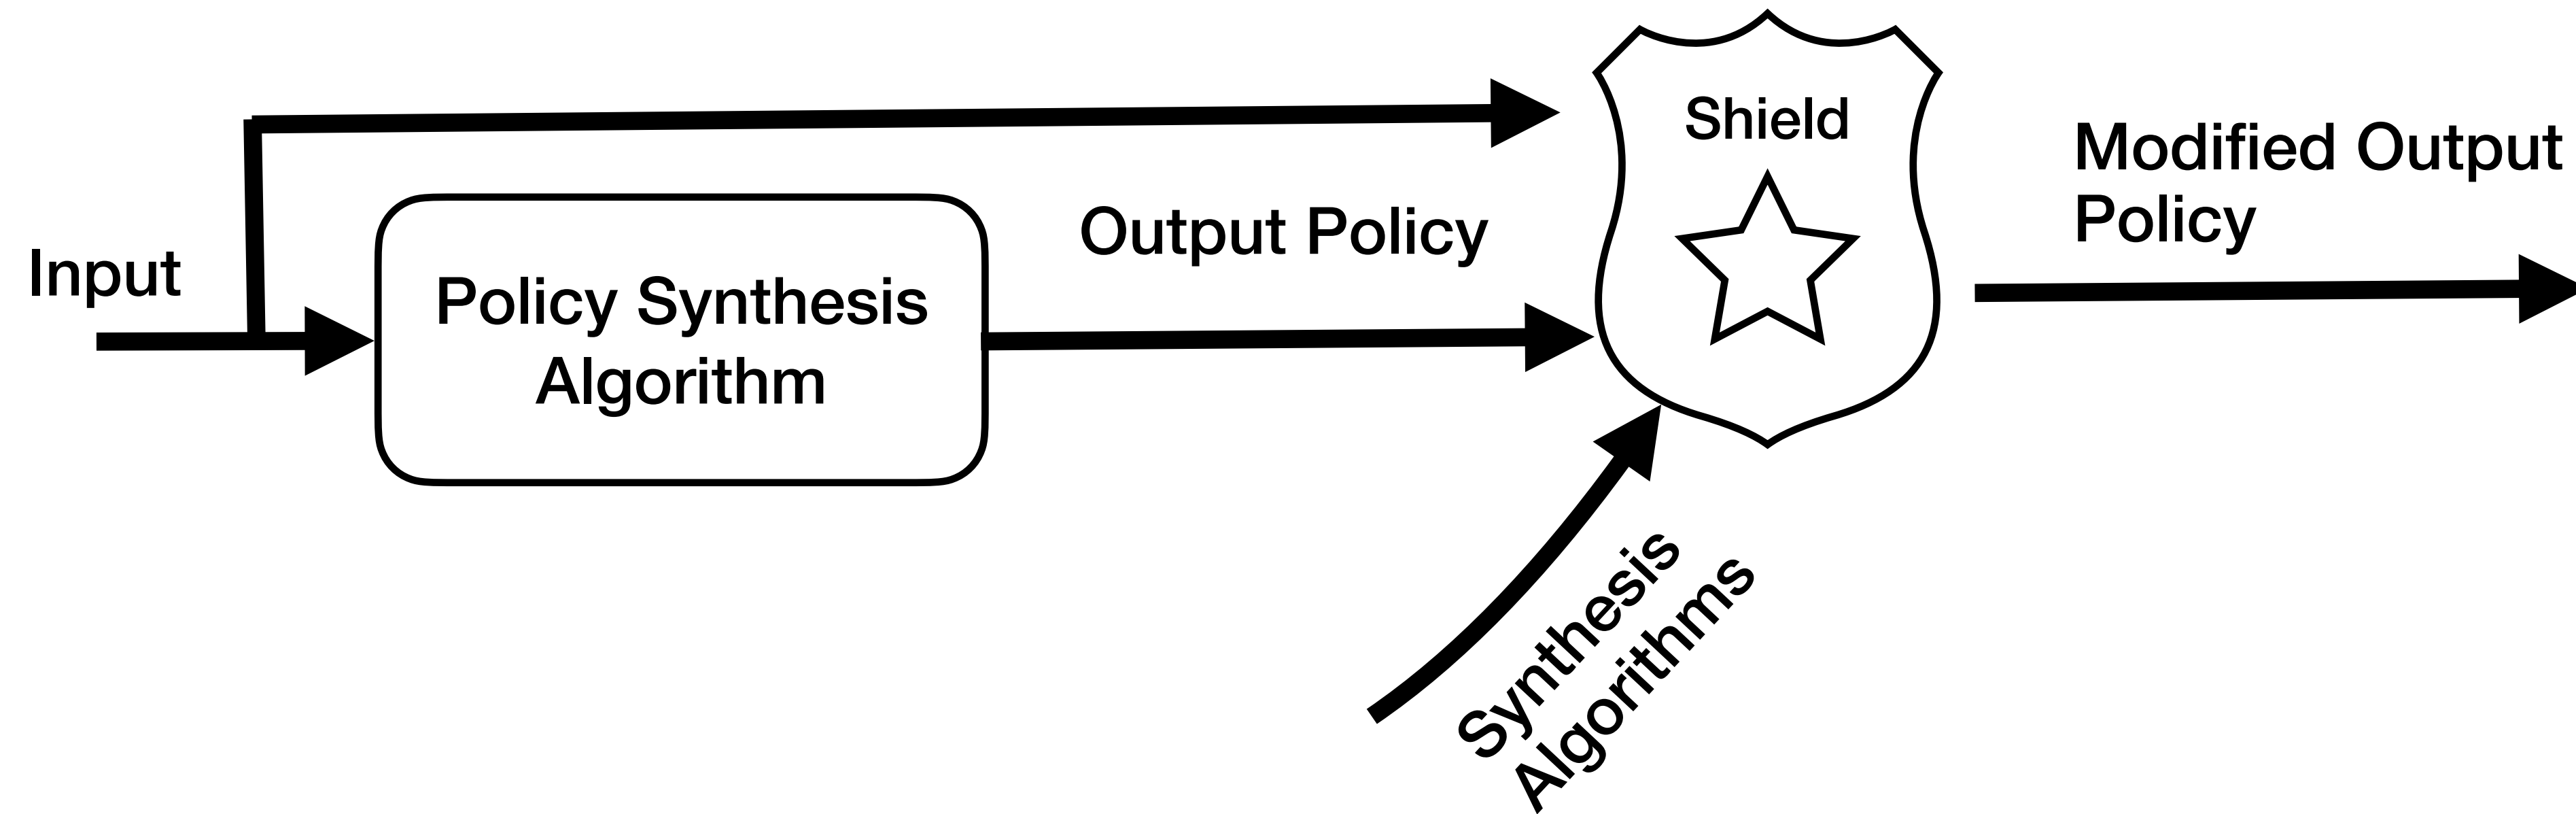 Input
Policy Synthesis
Algorithm
Output Policy
Shield
Modified Output
Policy
Synthesis
Algorithms